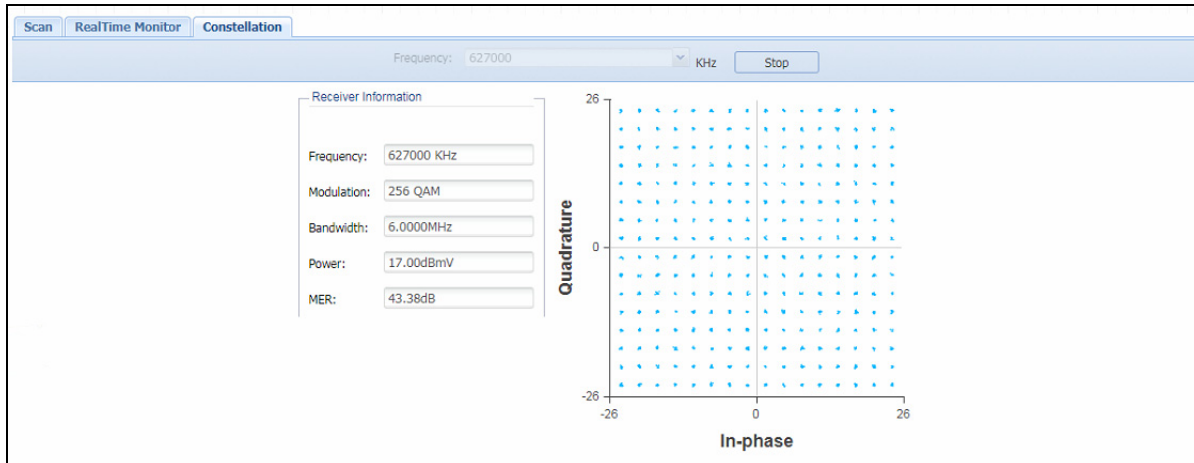 Scan RealTime Monitor Constellation
Frequency: 627000 KHz Stop
Receiver Information
Frequency: 627000 KHz
Modulation: 256 QAM
Bandwidth: 6.0000MHz
Power: 17.00dBmV
MER: 43.38dB
26
Quadrature
0
-26
-26 0 26
In-phase